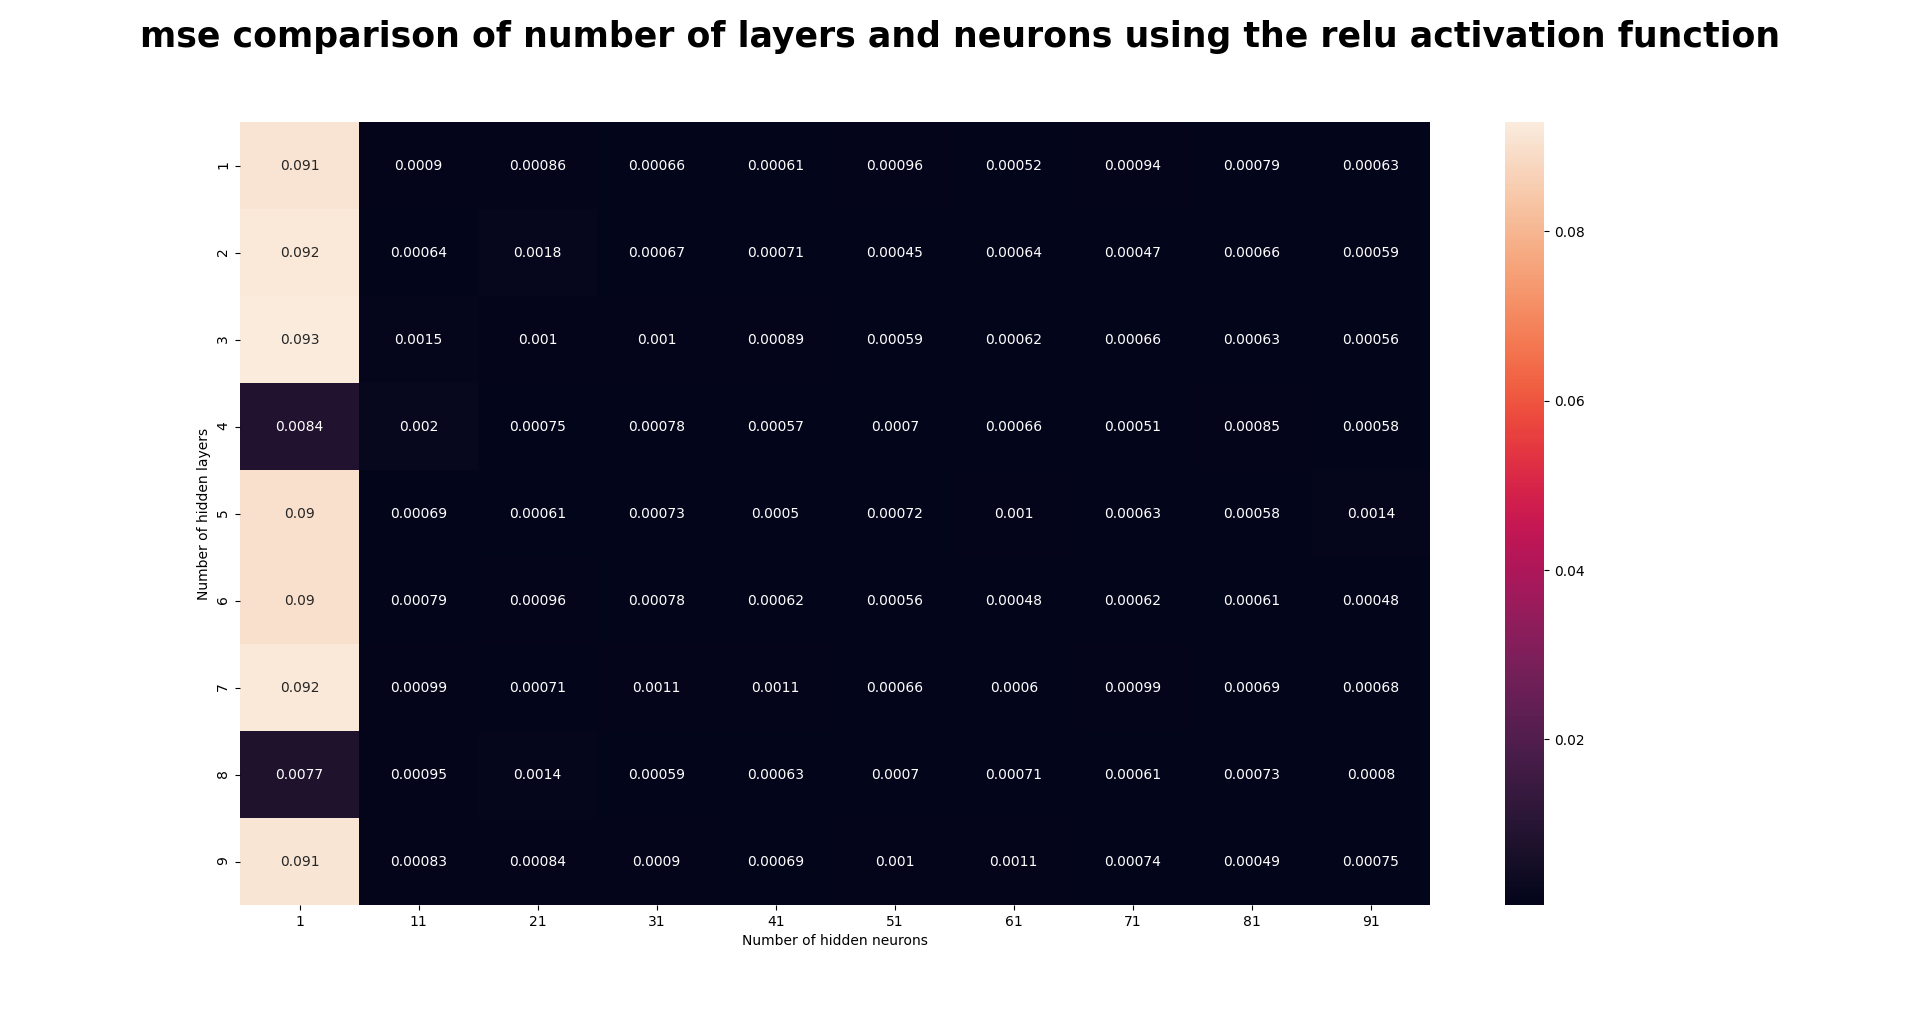 mse comparison of number of layers and neurons using the relu activation function
Number of hidden layers
1 0.091 0.0009 0.00086 0.00066 0.00061 0.00096 0.00052 0.00094 0.00079 0.00063
2 0.092 0.00064 0.0018 0.00067 0.00071 0.00045 0.00064 0.00047 0.00066 0.00059
3 0.093 0.0015 0.001 0.001 0.00089 0.00059 0.00062 0.00066 0.00063 0.00056
4 0.0084 0.002 0.00075 0.00078 0.00057 0.0007 0.00066 0.00051 0.00085 0.00058
5 0.09 0.00069 0.00061 0.00073 0.0005 0.00072 0.001 0.00063 0.00058 0.0014
6 0.09 0.00079 0.00096 0.00078 0.00062 0.00056 0.00048 0.00062 0.00061 0.00048
7 0.092 0.00099 0.00071 0.0011 0.0011 0.00066 0.0006 0.00099 0.00069 0.00068
8 0.0077 0.00095 0.0014 0.00059 0.00063 0.0007 0.00071 0.00061 0.00073 0.0008
9 0.091 0.00083 0.00084 0.0009 0.00069 0.001 0.0011 0.00074 0.00049 0.00075
1 11 21 31 41 51 61 71 81 91
Number of hidden neurons
0.08
0.06
0.04
0.02